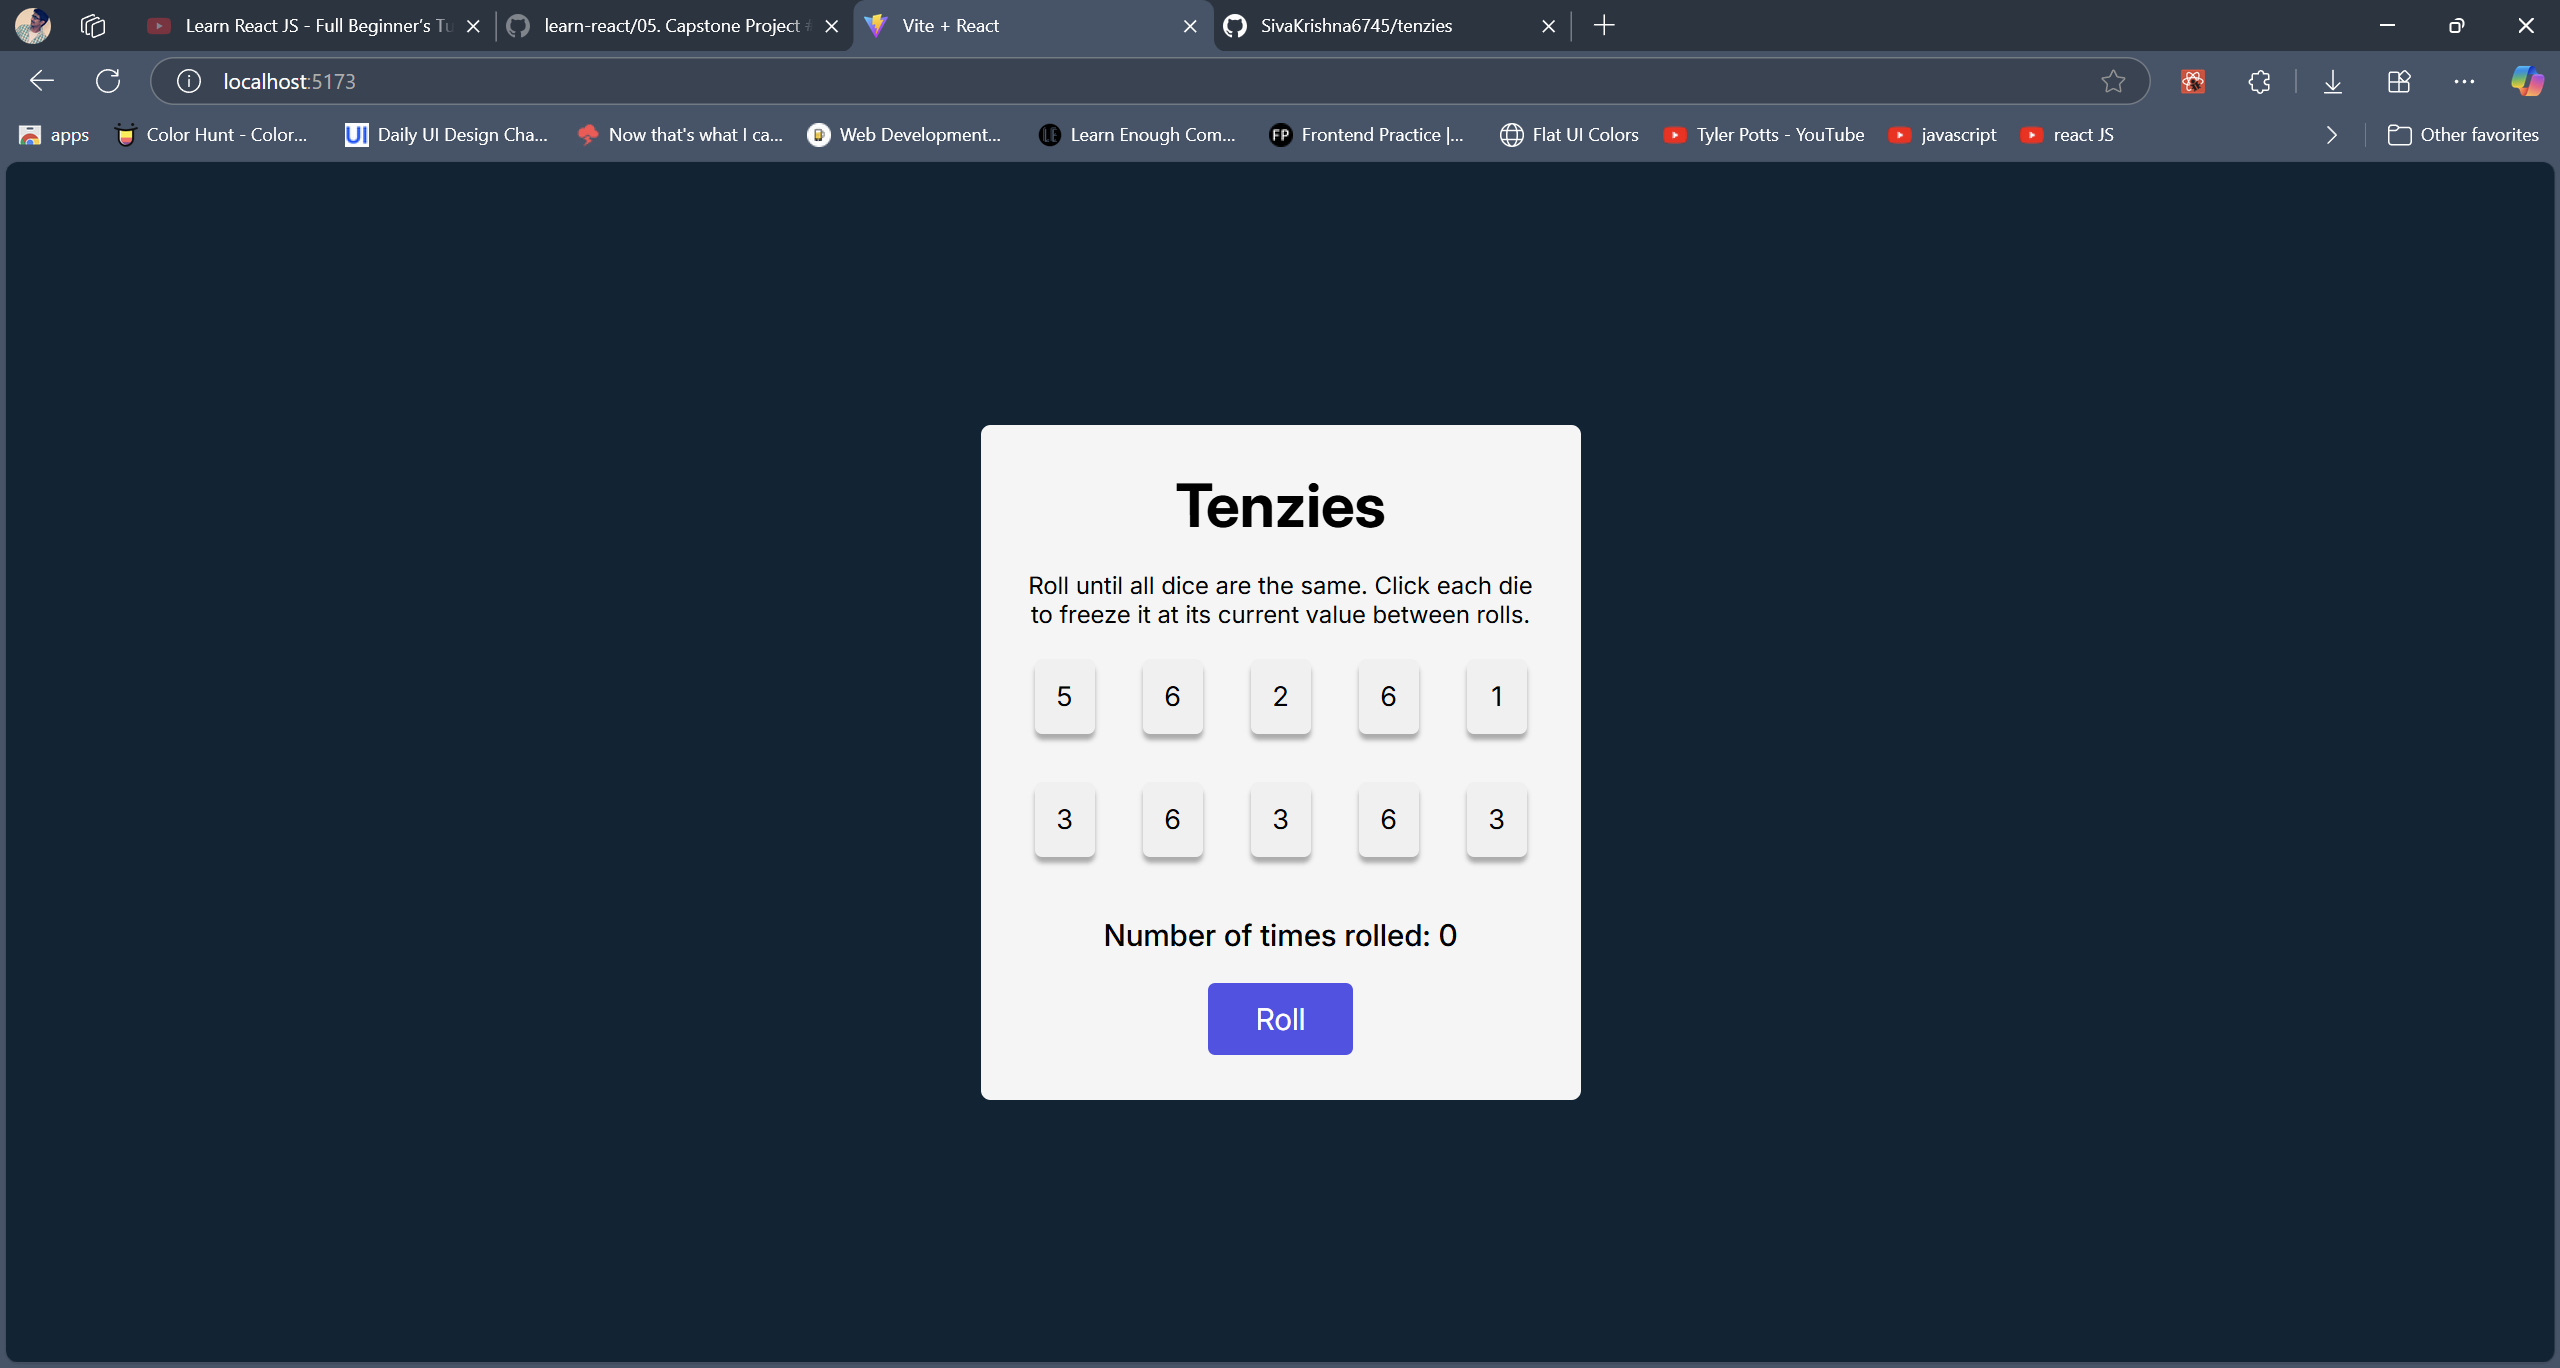 Learn React JS - Full Beginner's Tu
learn-react/05. Capstone Project
Vite + React
SivaKrishna6745/tenzies
localhost:5173
apps
Color Hunt - Color...
UI Daily UI Design Cha...
Now that's what I ca...
Web Development...
LE Learn Enough Com...
FP Frontend Practice |...
Flat UI Colors
Tyler Potts - YouTube
javascript
react JS
Other favorites
Tenzies
Roll until all dice are the same. Click each die
to freeze it at its current value between rolls.
5 6 2 6 1
3 6 3 6 3
Number of times rolled: 0
Roll